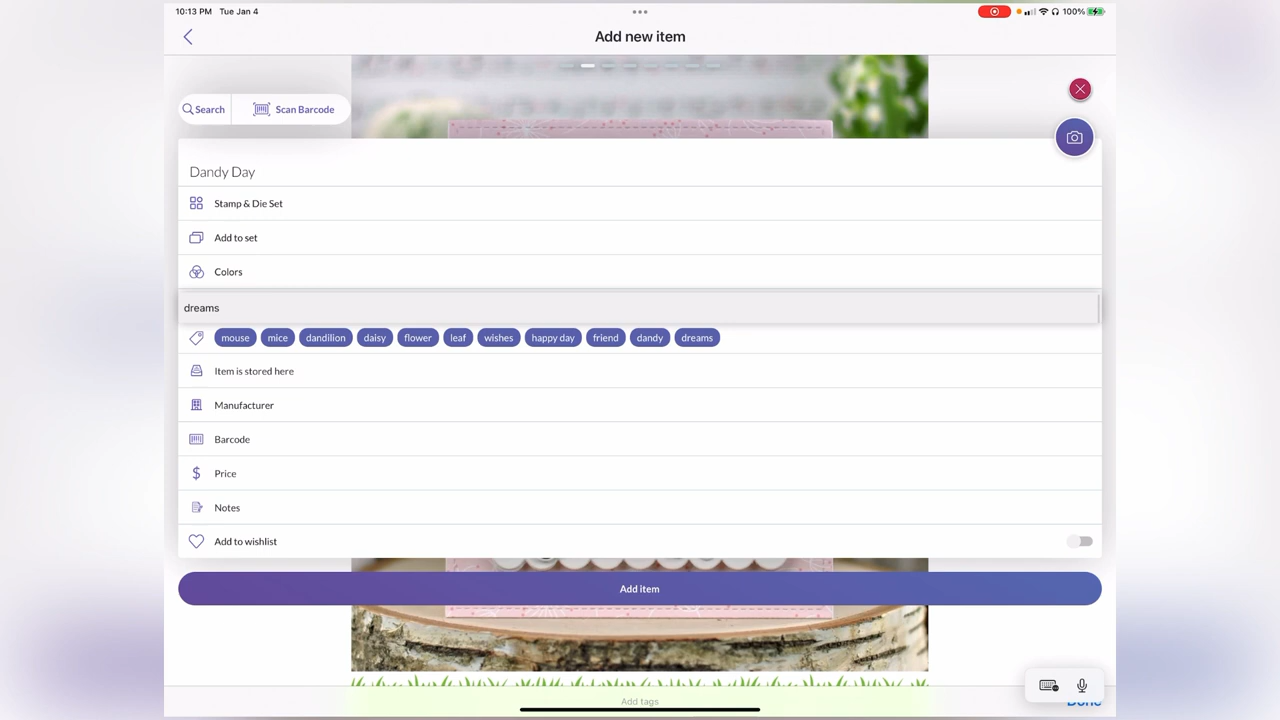 10:13 PM Tue Jan 4
100%
Add new item
Search Scan Barcode
Dandy Day
Stamp & Die Set
Add to set
Colors
dreams
mouse mice dandilion daisy flower leaf wishes happy day friend dandy dreams
Item is stored here
Manufacturer
Barcode
$ Price
Notes
Add to wishlist
Add item
Add tags
Done